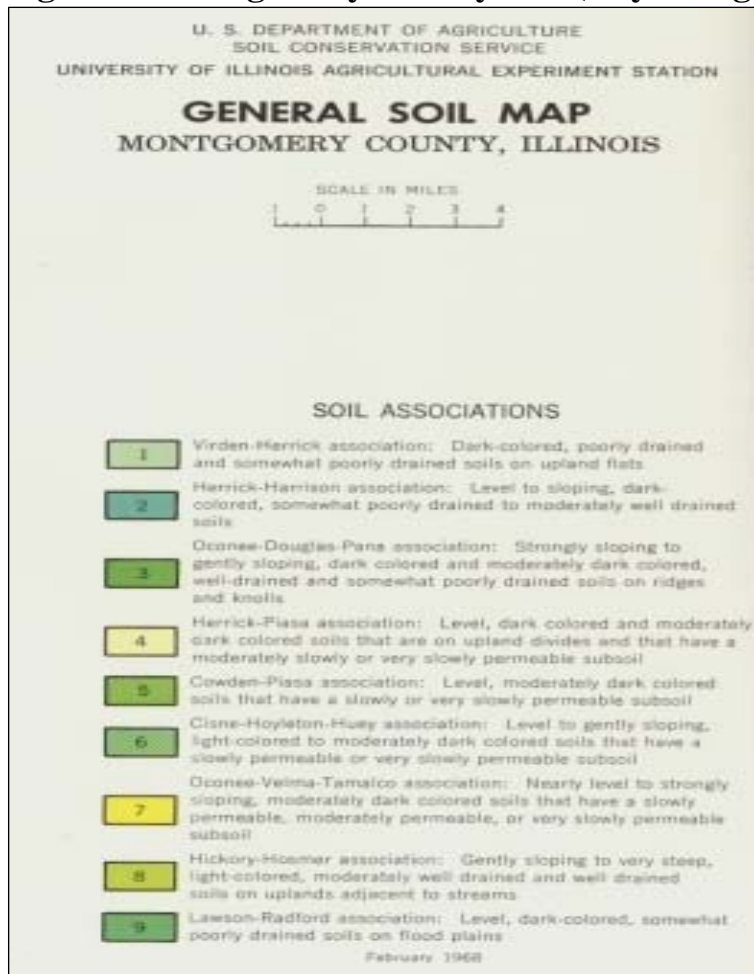 U. S. DEPARTMENT OF AGRICULTURE
SOIL CONSERVATION SERVICE
UNIVERSITY OF ILLINOIS AGRICULTURAL EXPERIMENT STATION
GENERAL SOIL MAP
MONTGOMERY COUNTY, ILLINOIS
SCALE IN MILES
1 0 1 2 3 4
SOIL ASSOCIATIONS
1 Virden-Herrick association: Dark-colored, poorly drained
and somewhat poorly drained soils on upland flats
2 Herrick-Harrison association: Level to sloping, dark-
colored, somewhat poorly drained to moderately well drained
soils
3 Oconee-Douglas-Pana association: Strongly sloping to
gently sloping, dark colored and moderately dark colored,
well-drained and somewhat poorly drained soils on ridges
and knolls
4 Herrick-Piasa association: Level, dark colored and moderately
dark colored soils that are on upland divides and that have a
moderately slowly or very slowly permeable subsoil
5 Cowden-Piasa association: Level, moderately dark colored
soils that have a slowly or very slowly permeable subsoil
6 Cisne-Hoyleton-Huey association: Level to gently sloping,
light-colored to moderately dark colored soils that have a
slowly permeable or very slowly permeable subsoil
7 Oconee-Velma-Tamalco association: Nearly level to strongly
sloping, moderately dark colored soils that have a slowly
permeable, moderately permeable, or very slowly permeable
subsoil
8 Hickory-Hosmer association: Gently sloping to very steep,
light-colored, moderately well drained and well drained
soils on uplands adjacent to streams
9 Lawson-Radford association: Level, dark-colored, somewhat
poorly drained soils on flood plains
February 1968